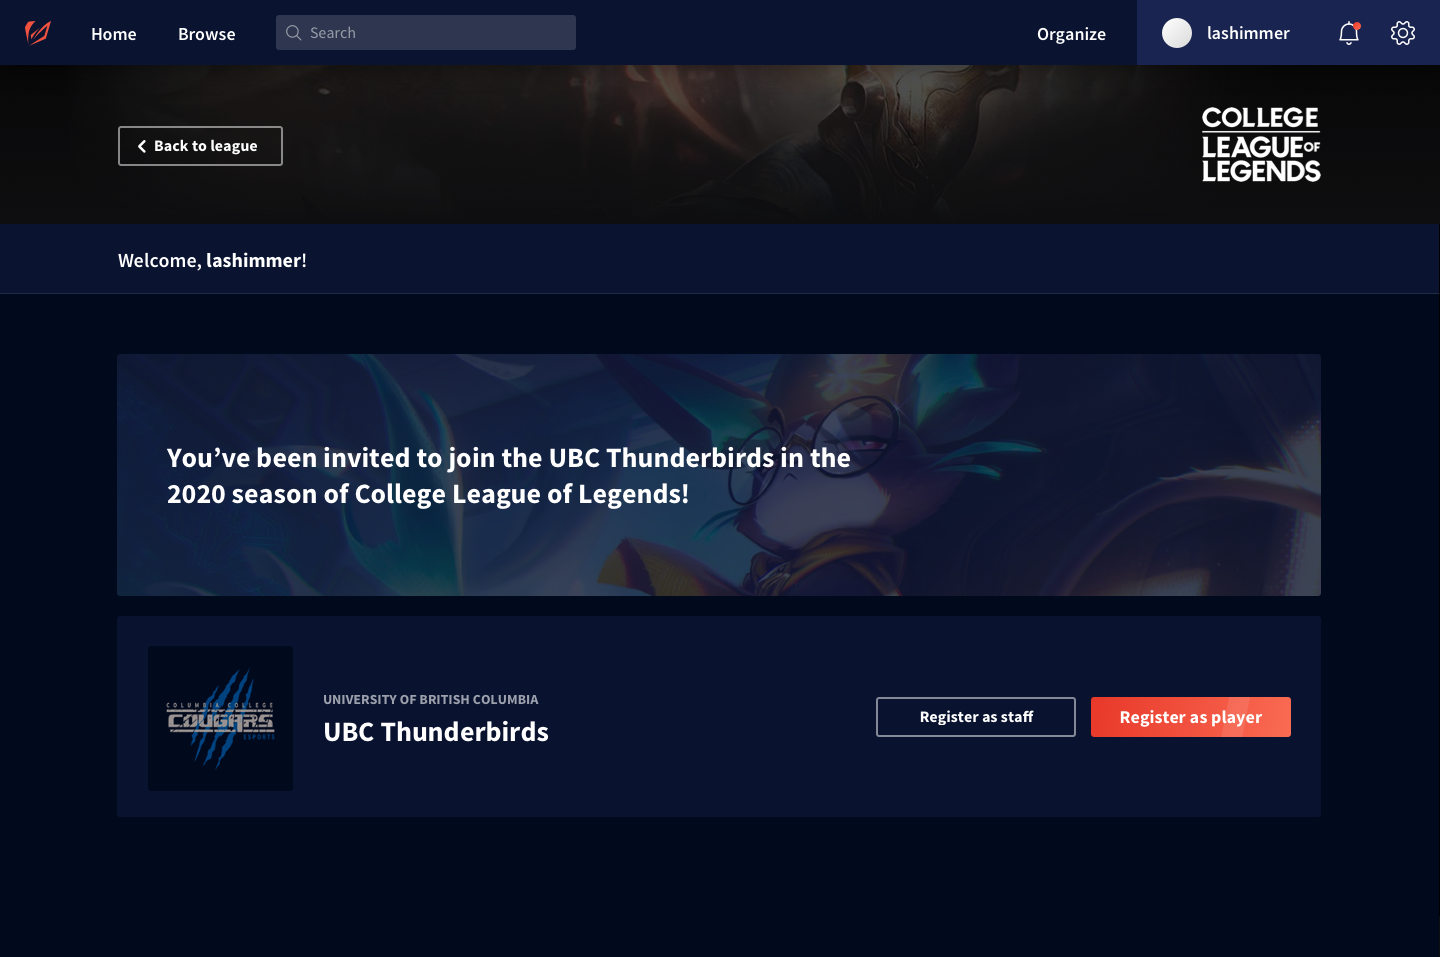 Home
Browse
Search
Organize
lashimmer
COLLEGE
LEAGUE OF
LEGENDS
Back to league
Welcome, lashimmer!
You’ve been invited to join the UBC Thunderbirds in the
2020 season of College League of Legends!
COLUMBIA COLLEGE
COUGARS
ESPORTS
UNIVERSITY OF BRITISH COLUMBIA
UBC Thunderbirds
Register as staff
Register as player